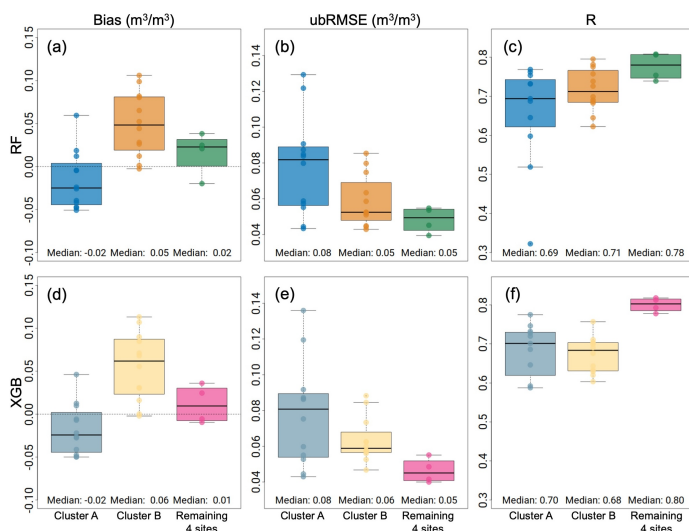 Bias (m³/m³) ubRMSE (m³/m³) R
(a) (b) (c)
RF
0.15 0.10 0.05 0.00 -0.05 -0.10
0.14 0.12 0.10 0.08 0.06 0.04
0.8 0.7 0.6 0.5 0.4 0.3
Median: -0.02 Median: 0.05 Median: 0.02
Median: 0.08 Median: 0.05 Median: 0.05
0.69 Median: 0.71 Median: 0.78
(d) (e) (f)
XGB
0.15 0.10 0.05 0.00 -0.05 -0.10
0.14 0.12 0.10 0.08 0.06 0.04
0.8 0.7 0.6 0.5 0.4 0.3
Median: -0.02 Median: 0.06 Median: 0.01
Median: 0.08 Median: 0.06 Median: 0.05
Median: 0.70 Median: 0.68 Median: 0.80
Cluster A Cluster B Remaining
4 sites
Cluster A Cluster B Remaining
4 sites
Cluster A Cluster B Remaining
4 sites